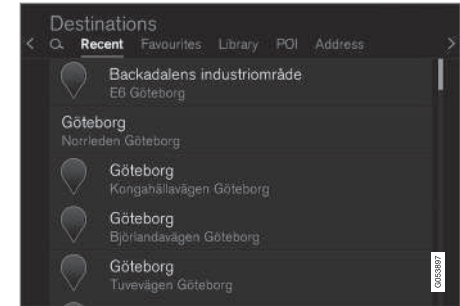 Destinations
Recent Favourites Library POI Address
Backadalens industriområde
E6 Göteborg
Göteborg
Norrleden Göteborg
Göteborg
Kongahällavägen Göteborg
Göteborg
Björlandavägen Göteborg
Göteborg
Tuvevägen Göteborg
G053897